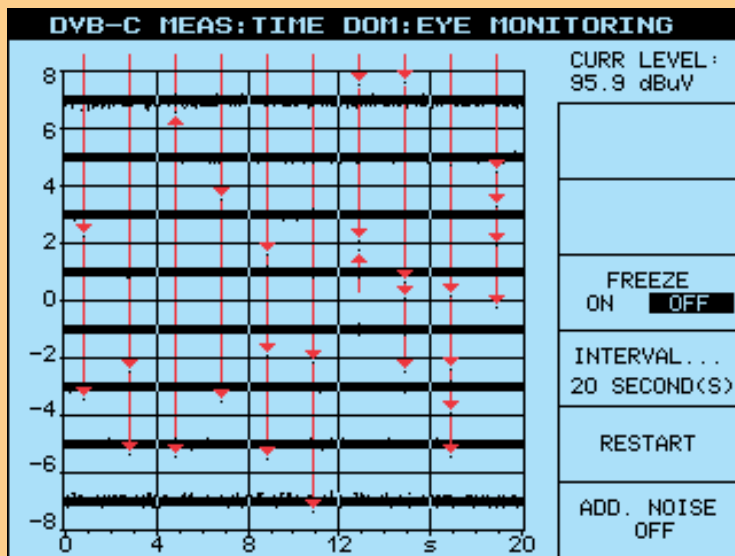 DVB-C MEAS:TIME DOM:EYE MONITORING
CURR LEVEL:
95.9 dBuV
8
6
4
2
0
-2
-4
-6
-8
0 4 8 12 s 20
FREEZE
ON OFF
INTERVAL...
20 SECOND(S)
RESTART
ADD. NOISE
OFF